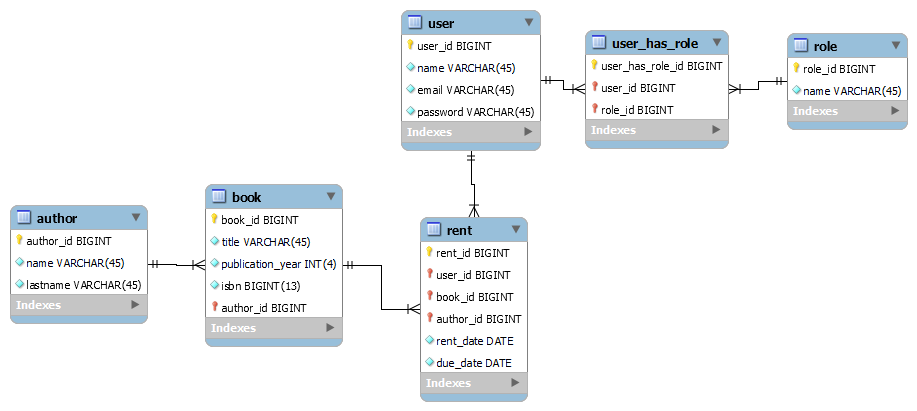 user
user_id BIGINT
name VARCHAR(45)
email VARCHAR(45)
password VARCHAR(45)
Indexes
user_has_role
user_has_role_id BIGINT
user_id BIGINT
role_id BIGINT
Indexes
role
role_id BIGINT
name VARCHAR(45)
Indexes
author
author_id BIGINT
name VARCHAR(45)
lastname VARCHAR(45)
Indexes
book
book_id BIGINT
title VARCHAR(45)
publication_year INT(4)
isbn BIGINT(13)
author_id BIGINT
Indexes
rent
rent_id BIGINT
user_id BIGINT
book_id BIGINT
author_id BIGINT
rent_date DATE
due_date DATE
Indexes